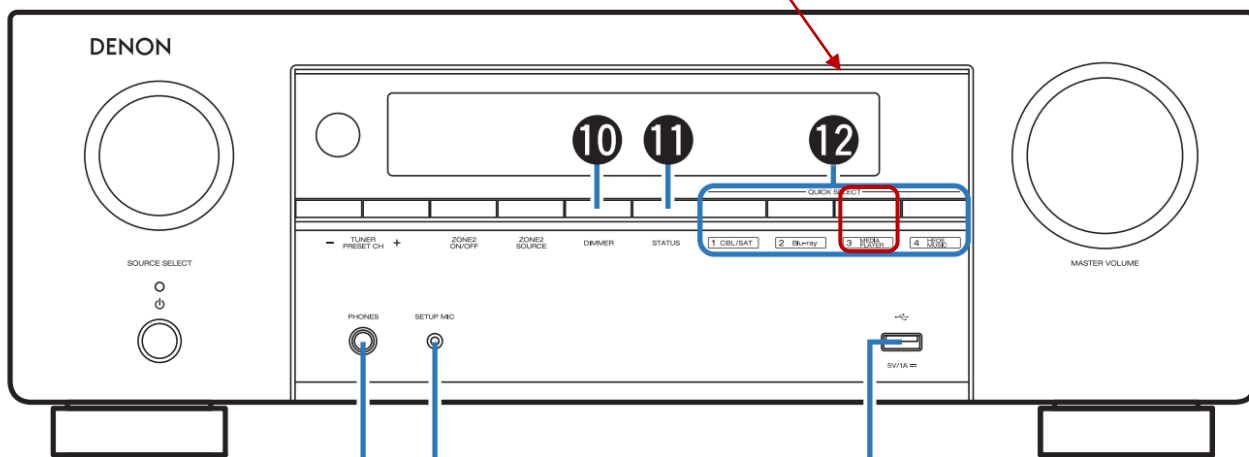 DENON
10 11 12
QUICK SELECT
− TUNER PRESET CH +
ZONE2 ON/OFF
ZONE2 SOURCE
DIMMER
STATUS
1 CBL/SAT
2 Blu-ray
3 MEDIA PLAYER
4 HEOS MUSIC
SOURCE SELECT
MASTER VOLUME
PHONES
SETUP MIC
5V/1A